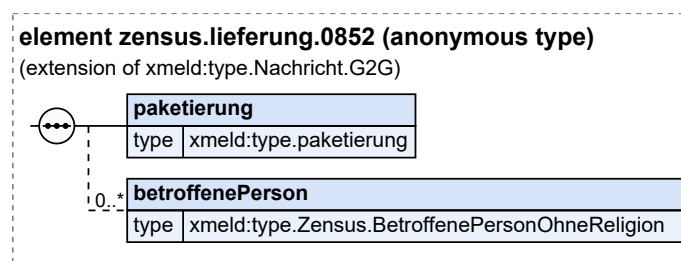 element zensus.lieferung.0852 (anonymous type)
(extension of xmeld:type.Nachricht.G2G)
paketierung
type xmeld:type.paketierung
0..* betroffenePerson
type xmeld:type.Zensus.BetroffenePersonOhneReligion